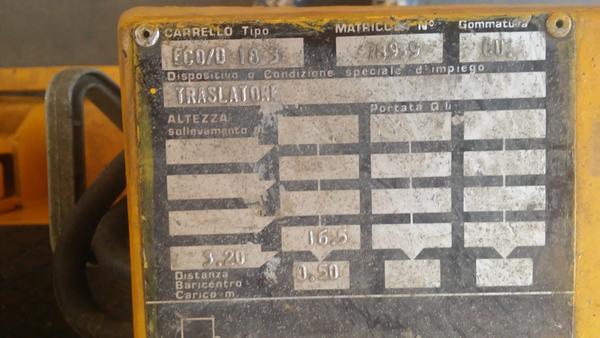 CARRELLO Tipo MATRICOLA N° Gommatura
ECO/D 18 3
Dispositivo o Condizione speciale d'impiego
TRASLATORE
ALTEZZA Portata Q.li
sollevamento
16.5
3.20
Distanza 0.50
Baricentro
Carico m.